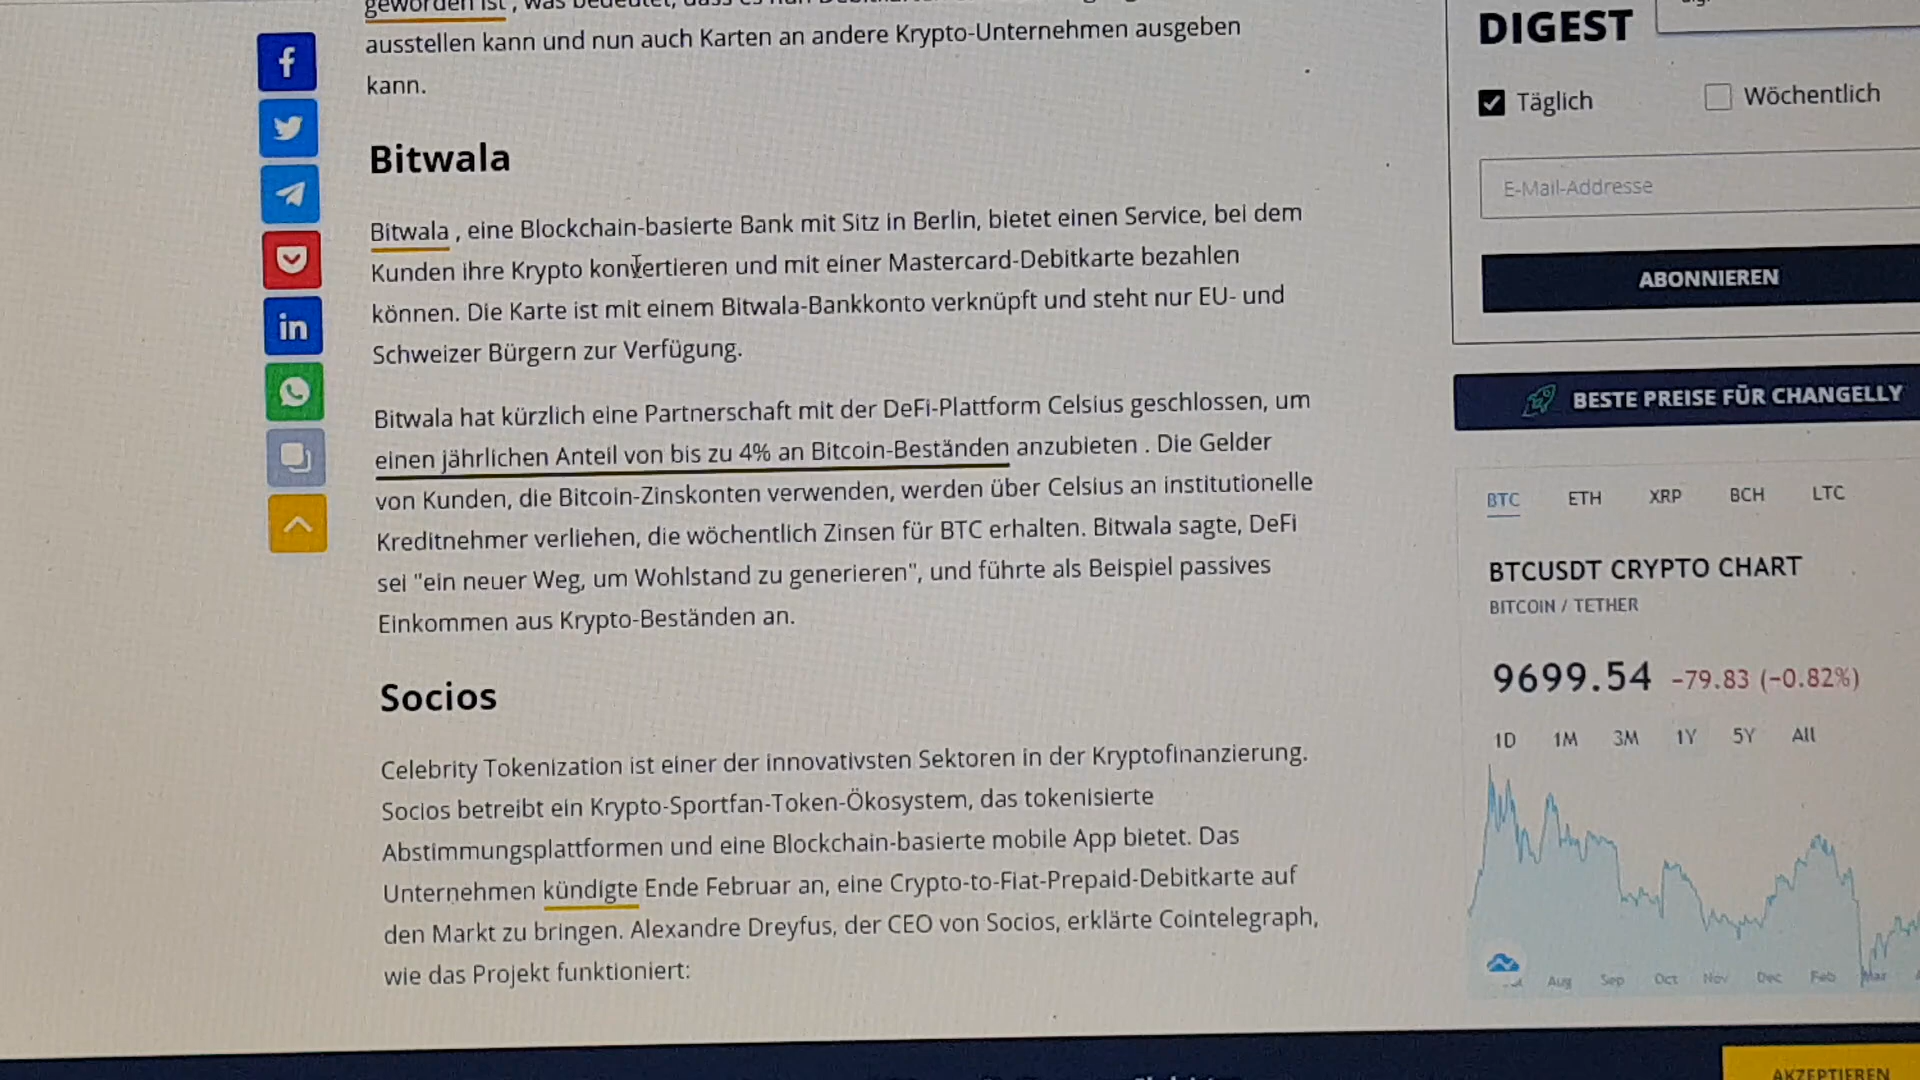 geworden ist , was bedeutet, dass es nun
ausstellen kann und nun auch Karten an andere Krypto-Unternehmen ausgeben
kann.
Bitwala
Bitwala , eine Blockchain-basierte Bank mit Sitz in Berlin, bietet einen Service, bei dem
Kunden ihre Krypto konvertieren und mit einer Mastercard-Debitkarte bezahlen
können. Die Karte ist mit einem Bitwala-Bankkonto verknüpft und steht nur EU- und
Schweizer Bürgern zur Verfügung.
Bitwala hat kürzlich eine Partnerschaft mit der DeFi-Plattform Celsius geschlossen, um
einen jährlichen Anteil von bis zu 4% an Bitcoin-Beständen anzubieten . Die Gelder
von Kunden, die Bitcoin-Zinskonten verwenden, werden über Celsius an institutionelle
Kreditnehmer verliehen, die wöchentlich Zinsen für BTC erhalten. Bitwala sagte, DeFi
sei "ein neuer Weg, um Wohlstand zu generieren", und führte als Beispiel passives
Einkommen aus Krypto-Beständen an.
Socios
Celebrity Tokenization ist einer der innovativsten Sektoren in der Kryptofinanzierung.
Socios betreibt ein Krypto-Sportfan-Token-Ökosystem, das tokenisierte
Abstimmungsplattformen und eine Blockchain-basierte mobile App bietet. Das
Unternehmen kündigte Ende Februar an, eine Crypto-to-Fiat-Prepaid-Debitkarte auf
den Markt zu bringen. Alexandre Dreyfus, der CEO von Socios, erklärte Cointelegraph,
wie das Projekt funktioniert:
DIGEST
Täglich Wöchentlich
E-Mail-Addresse
ABONNIEREN
BESTE PREISE FÜR CHANGELLY
BTC ETH XRP BCH LTC
BTCUSDT CRYPTO CHART
BITCOIN / TETHER
9699.54 -79.83 (-0.82%)
1D 1M 3M 1Y 5Y All
Aug Sep Oct Nov Dec Feb Mar
AKZEPTIEREN